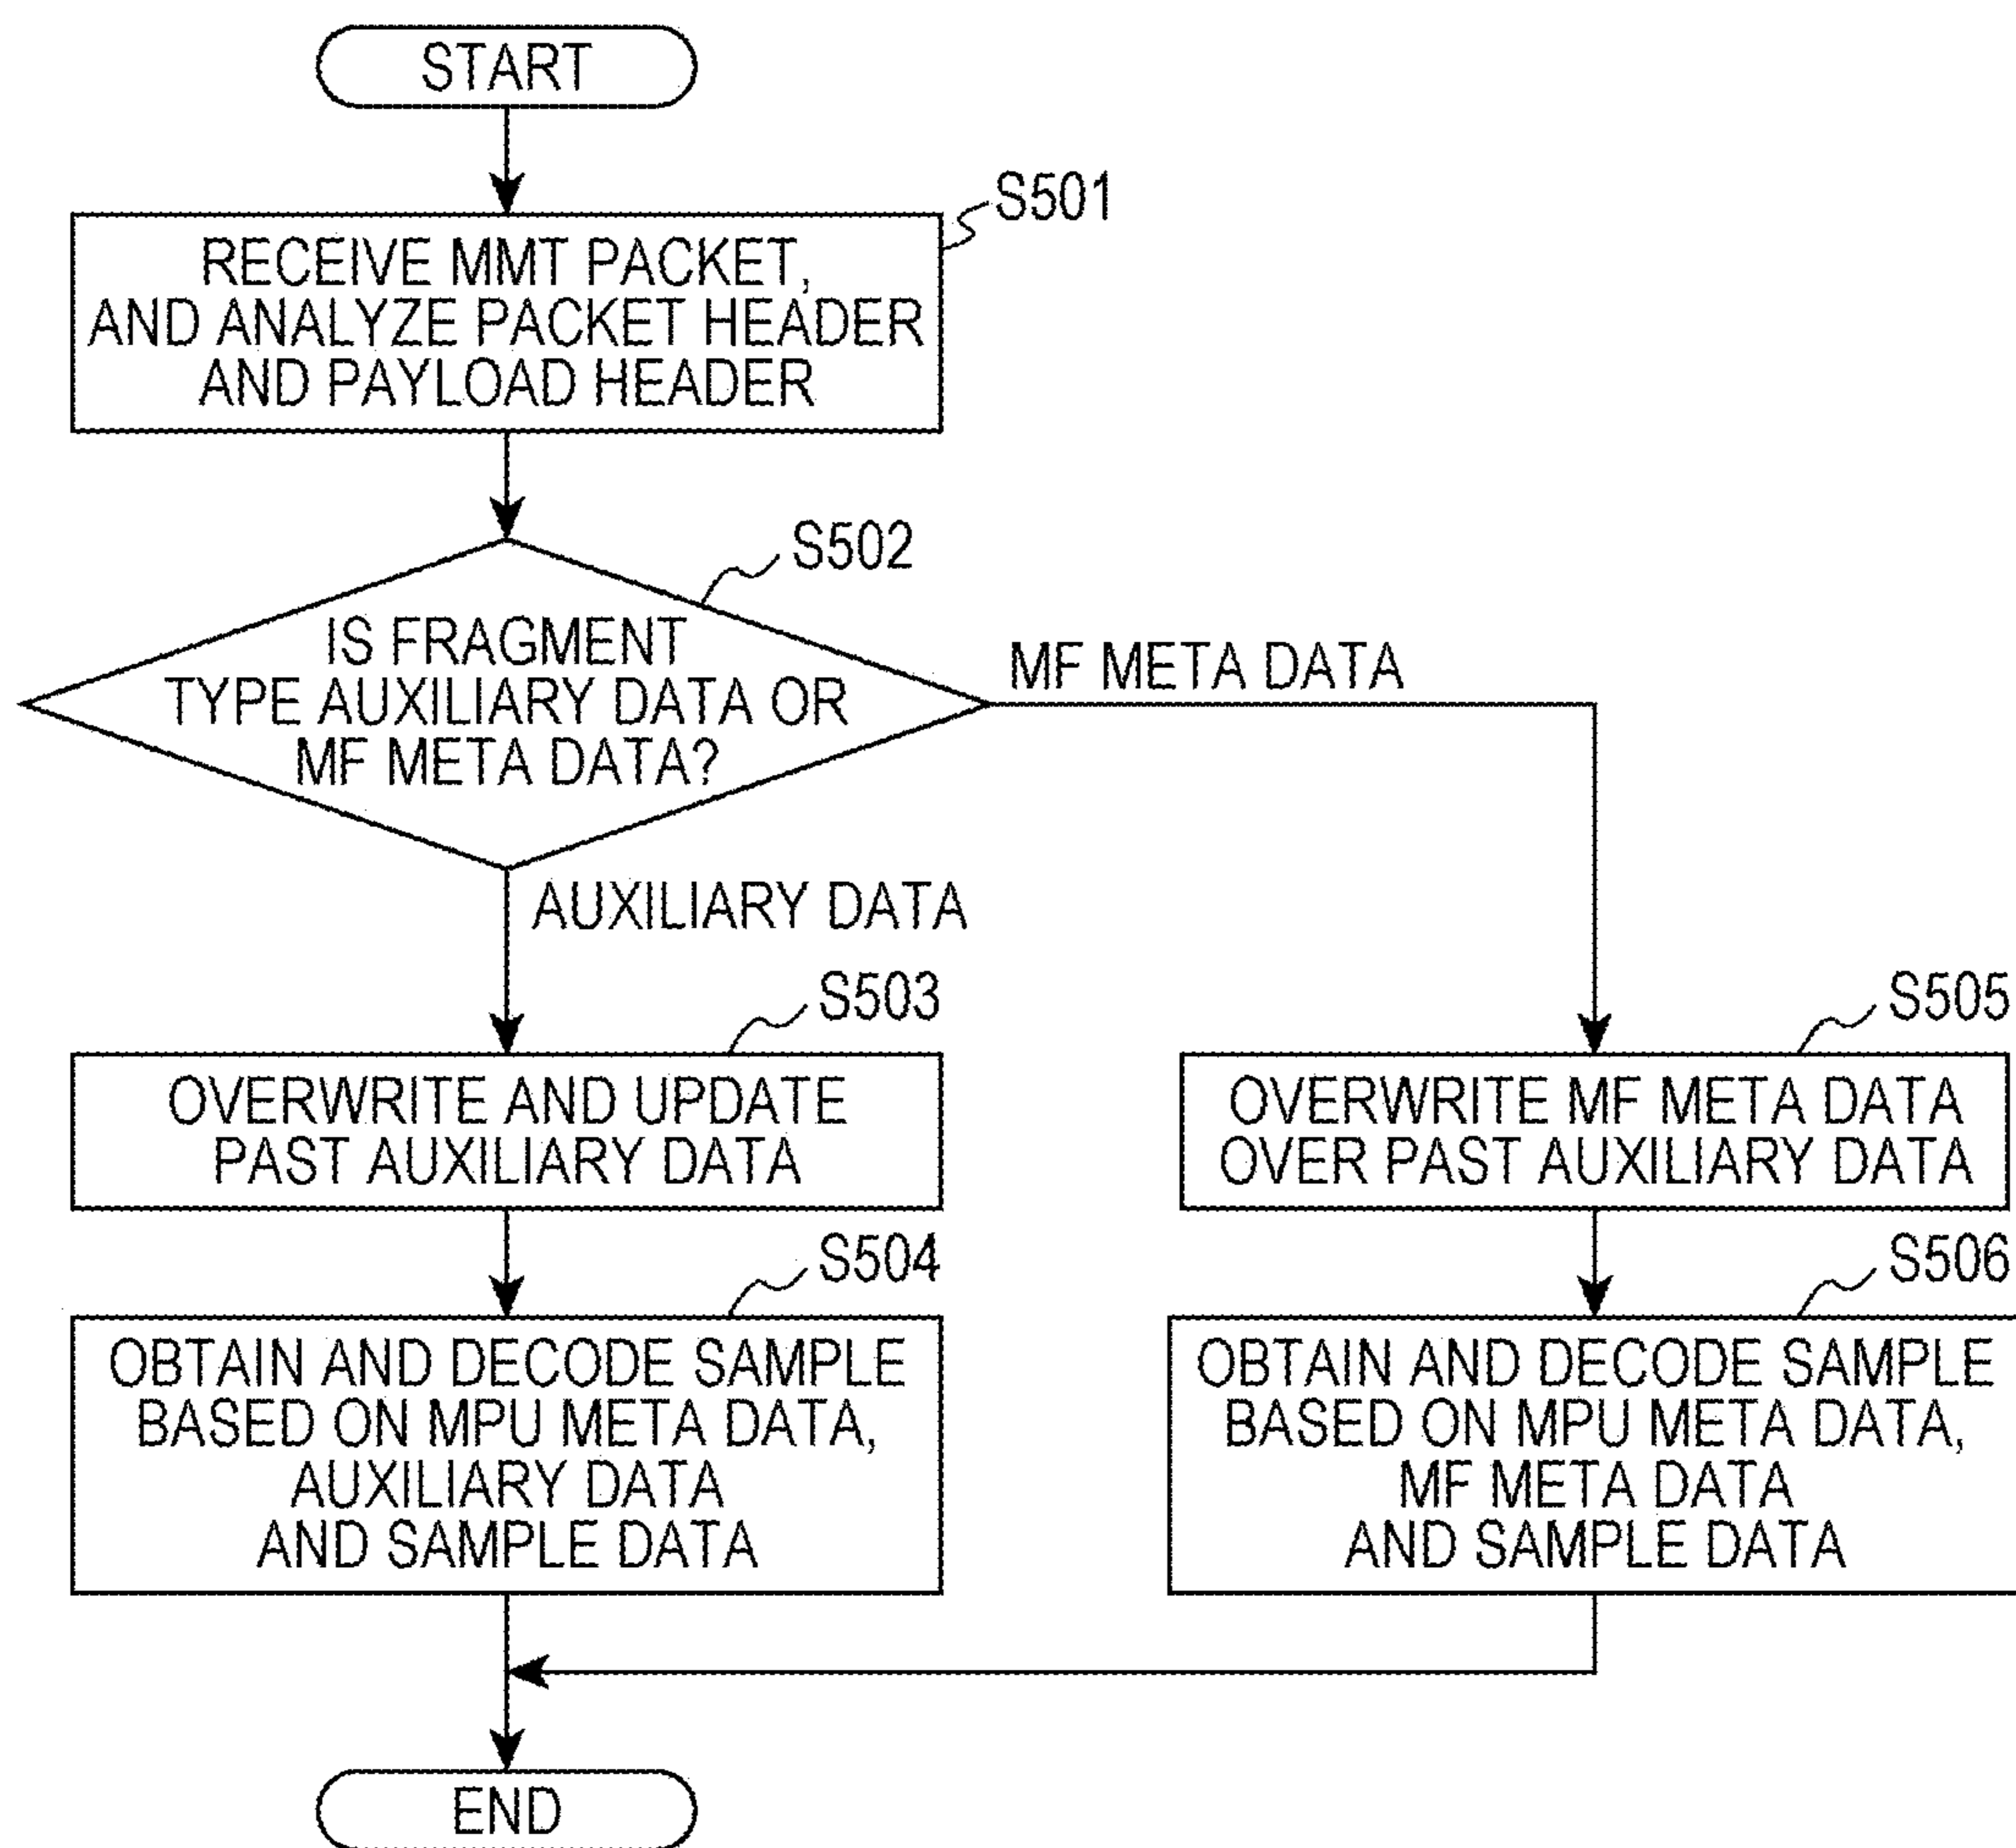 START
S501
RECEIVE MMT PACKET,
AND ANALYZE PACKET HEADER
AND PAYLOAD HEADER
S502
IS FRAGMENT
TYPE AUXILIARY DATA OR
MF META DATA?
MF META DATA
AUXILIARY DATA
S503
OVERWRITE AND UPDATE
PAST AUXILIARY DATA
S504
OBTAIN AND DECODE SAMPLE
BASED ON MPU META DATA,
AUXILIARY DATA
AND SAMPLE DATA
S505
OVERWRITE MF META DATA
OVER PAST AUXILIARY DATA
S506
OBTAIN AND DECODE SAMPLE
BASED ON MPU META DATA,
MF META DATA
AND SAMPLE DATA
END